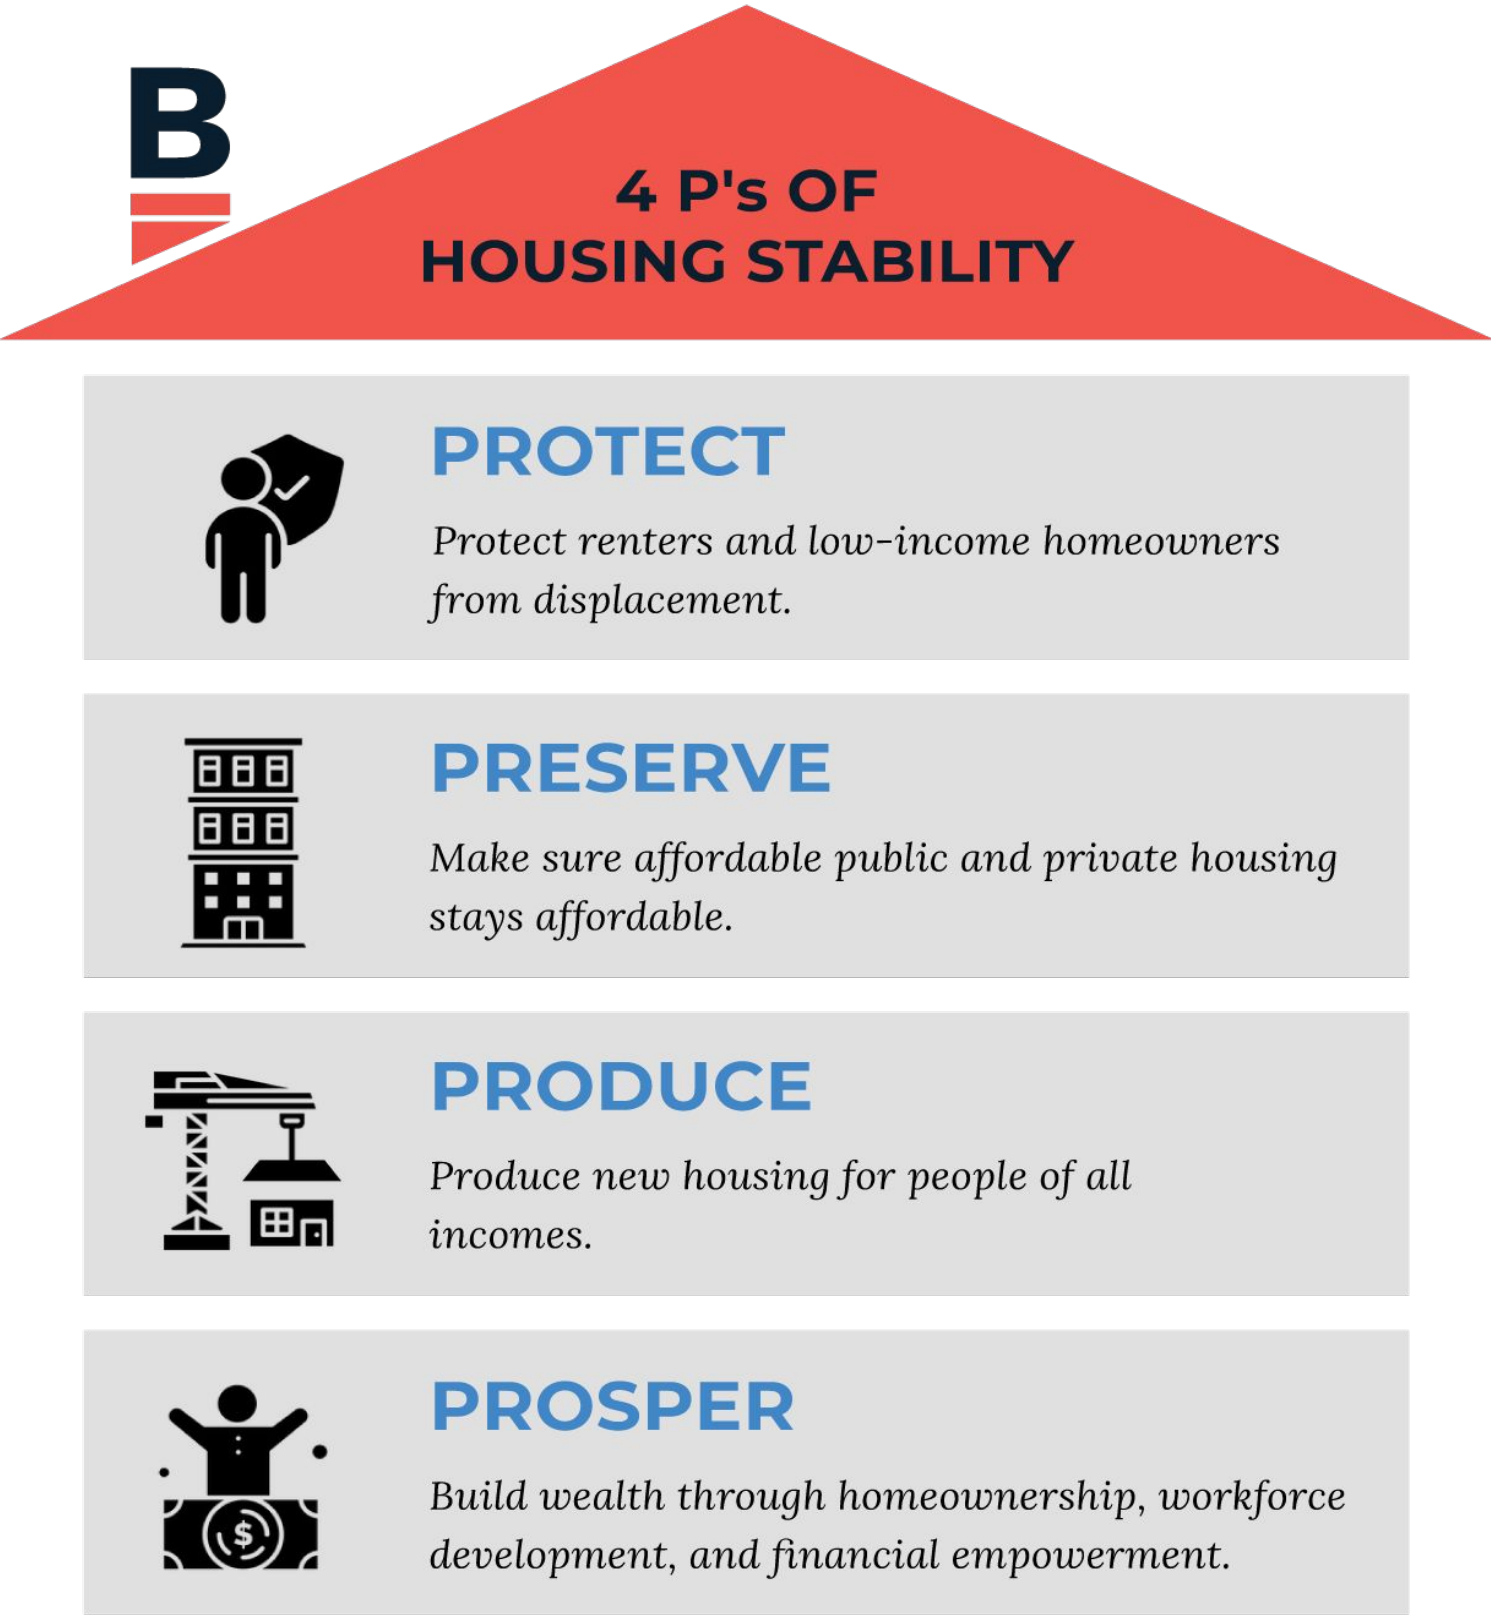 B
4 P's OF
HOUSING STABILITY
PROTECT
Protect renters and low-income homeowners
from displacement.
PRESERVE
Make sure affordable public and private housing
stays affordable.
PRODUCE
Produce new housing for people of all
incomes.
PROSPER
Build wealth through homeownership, workforce
development, and financial empowerment.
$